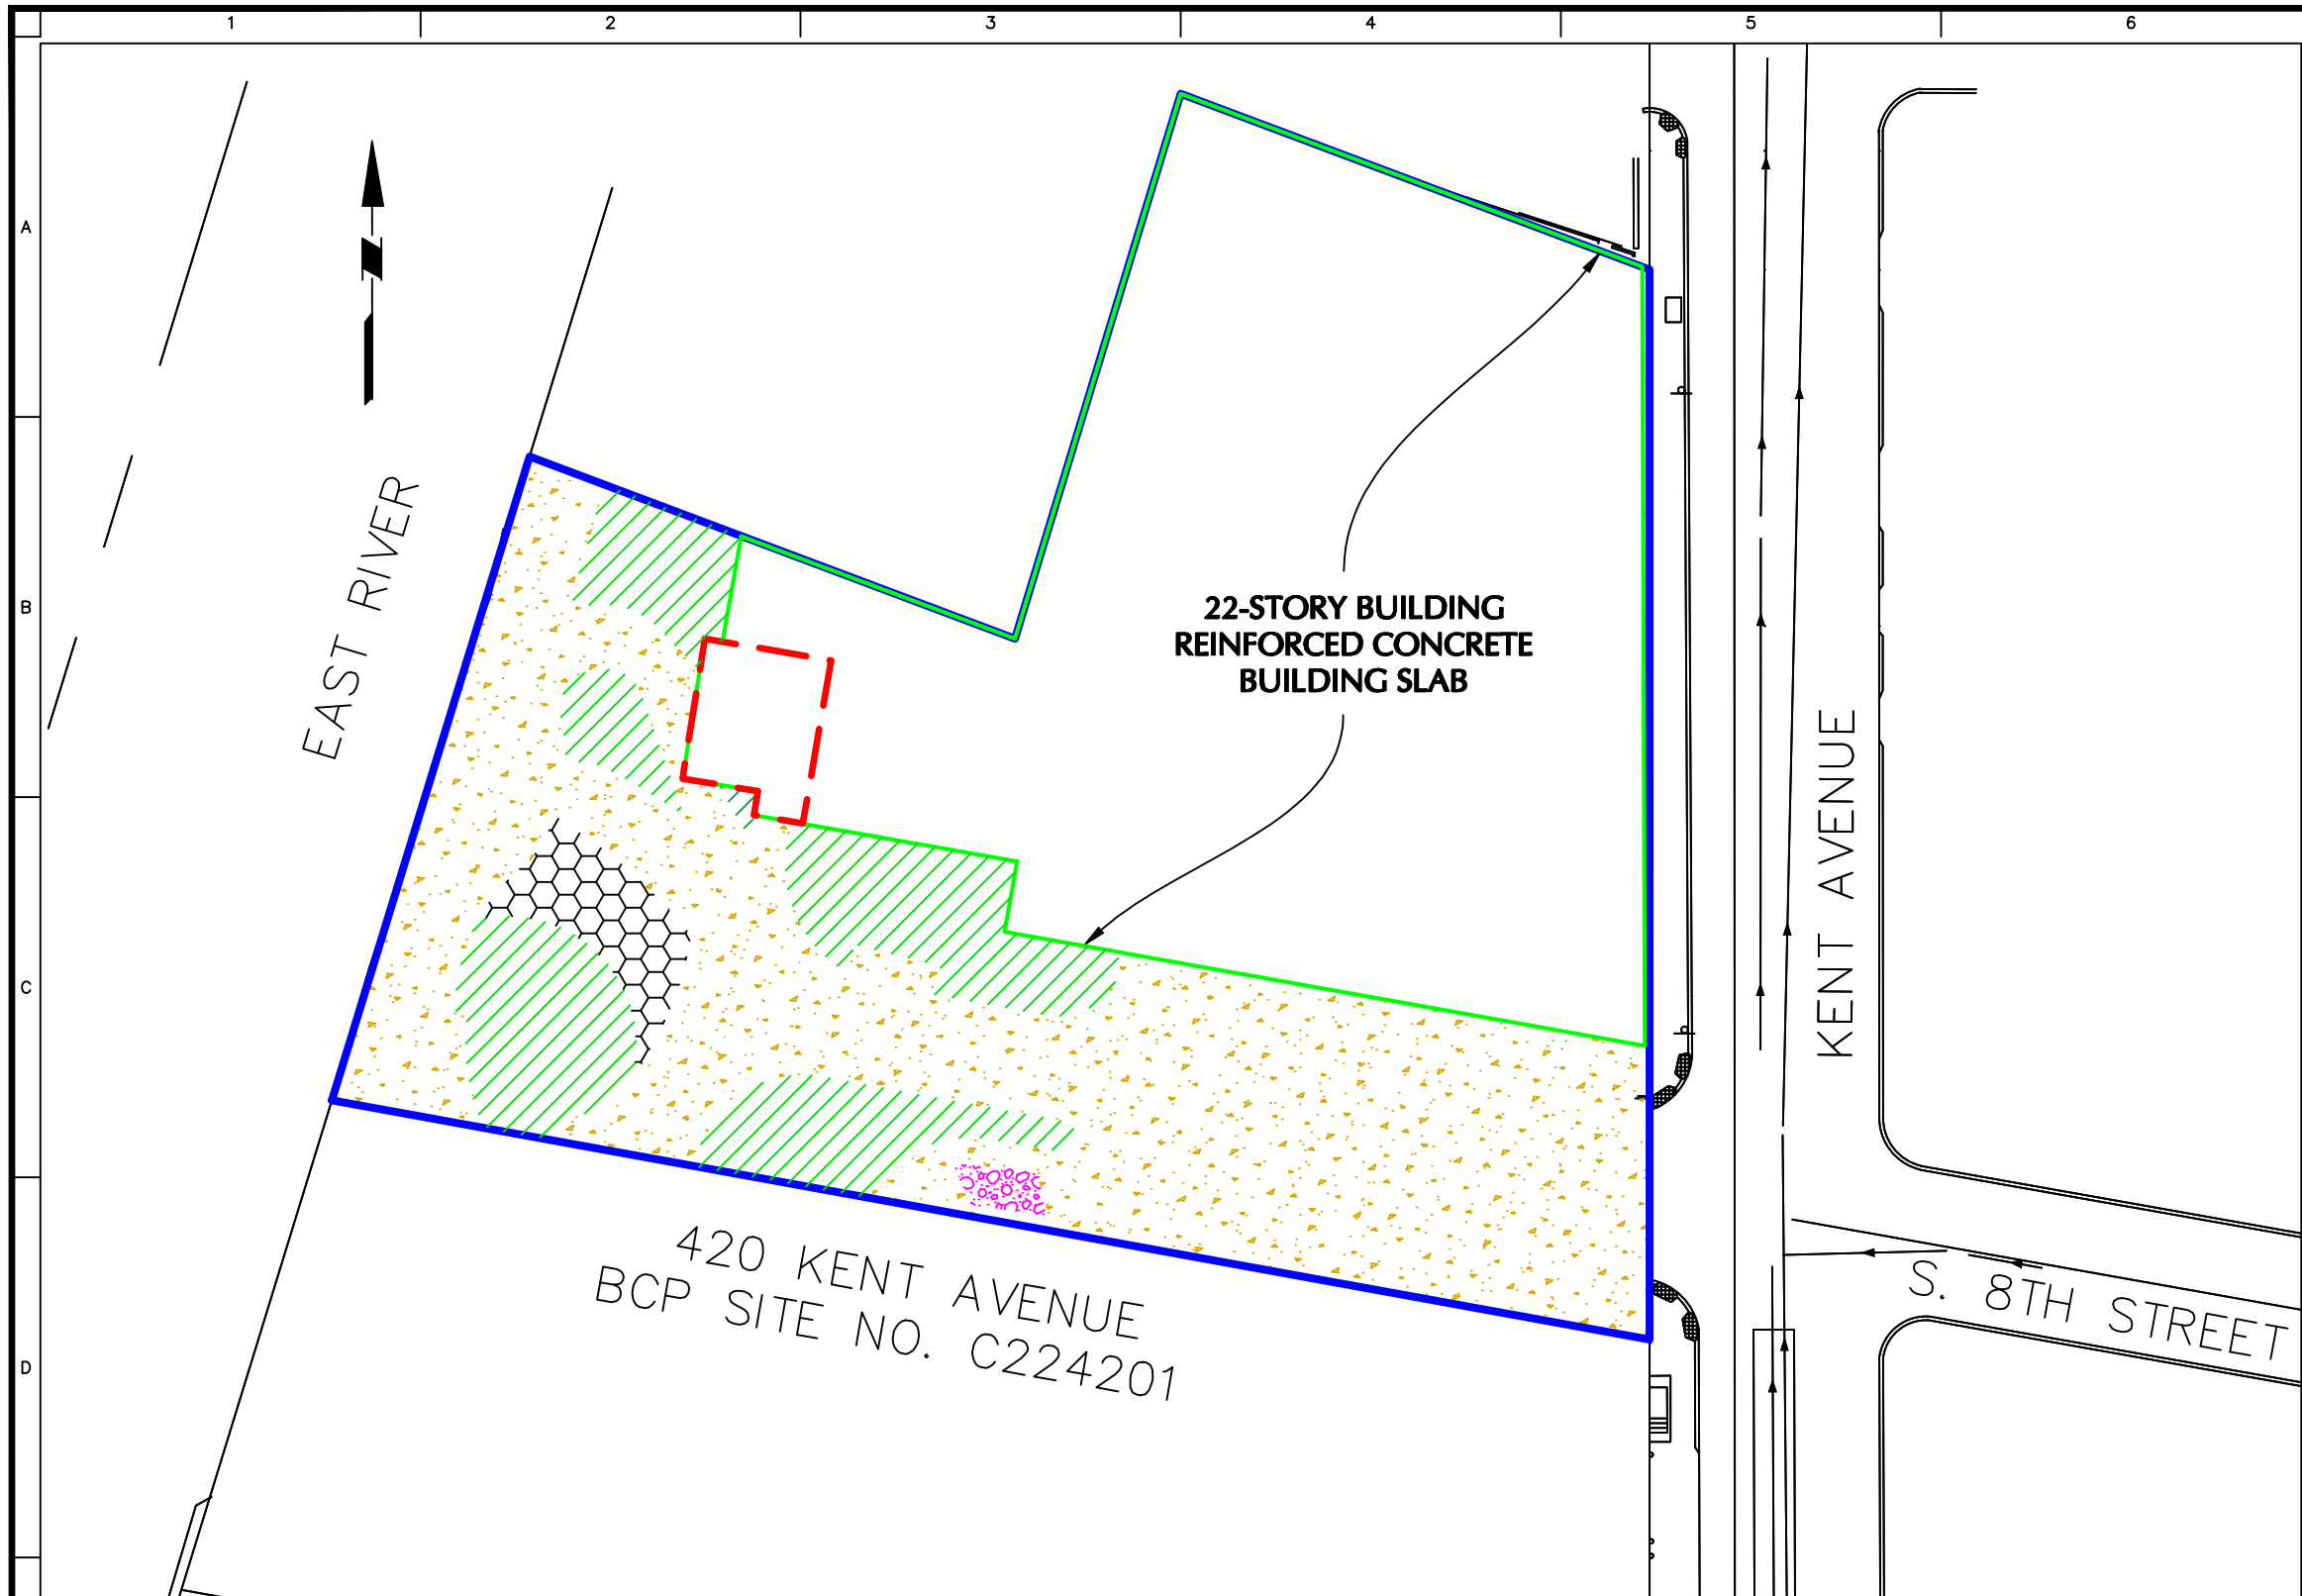 1 2 3 4 5 6
A
B
C
D
EAST RIVER
22-STORY BUILDING
REINFORCED CONCRETE
BUILDING SLAB
KENT AVENUE
420 KENT AVENUE
BCP SITE NO. C224201
S. 8TH STREET